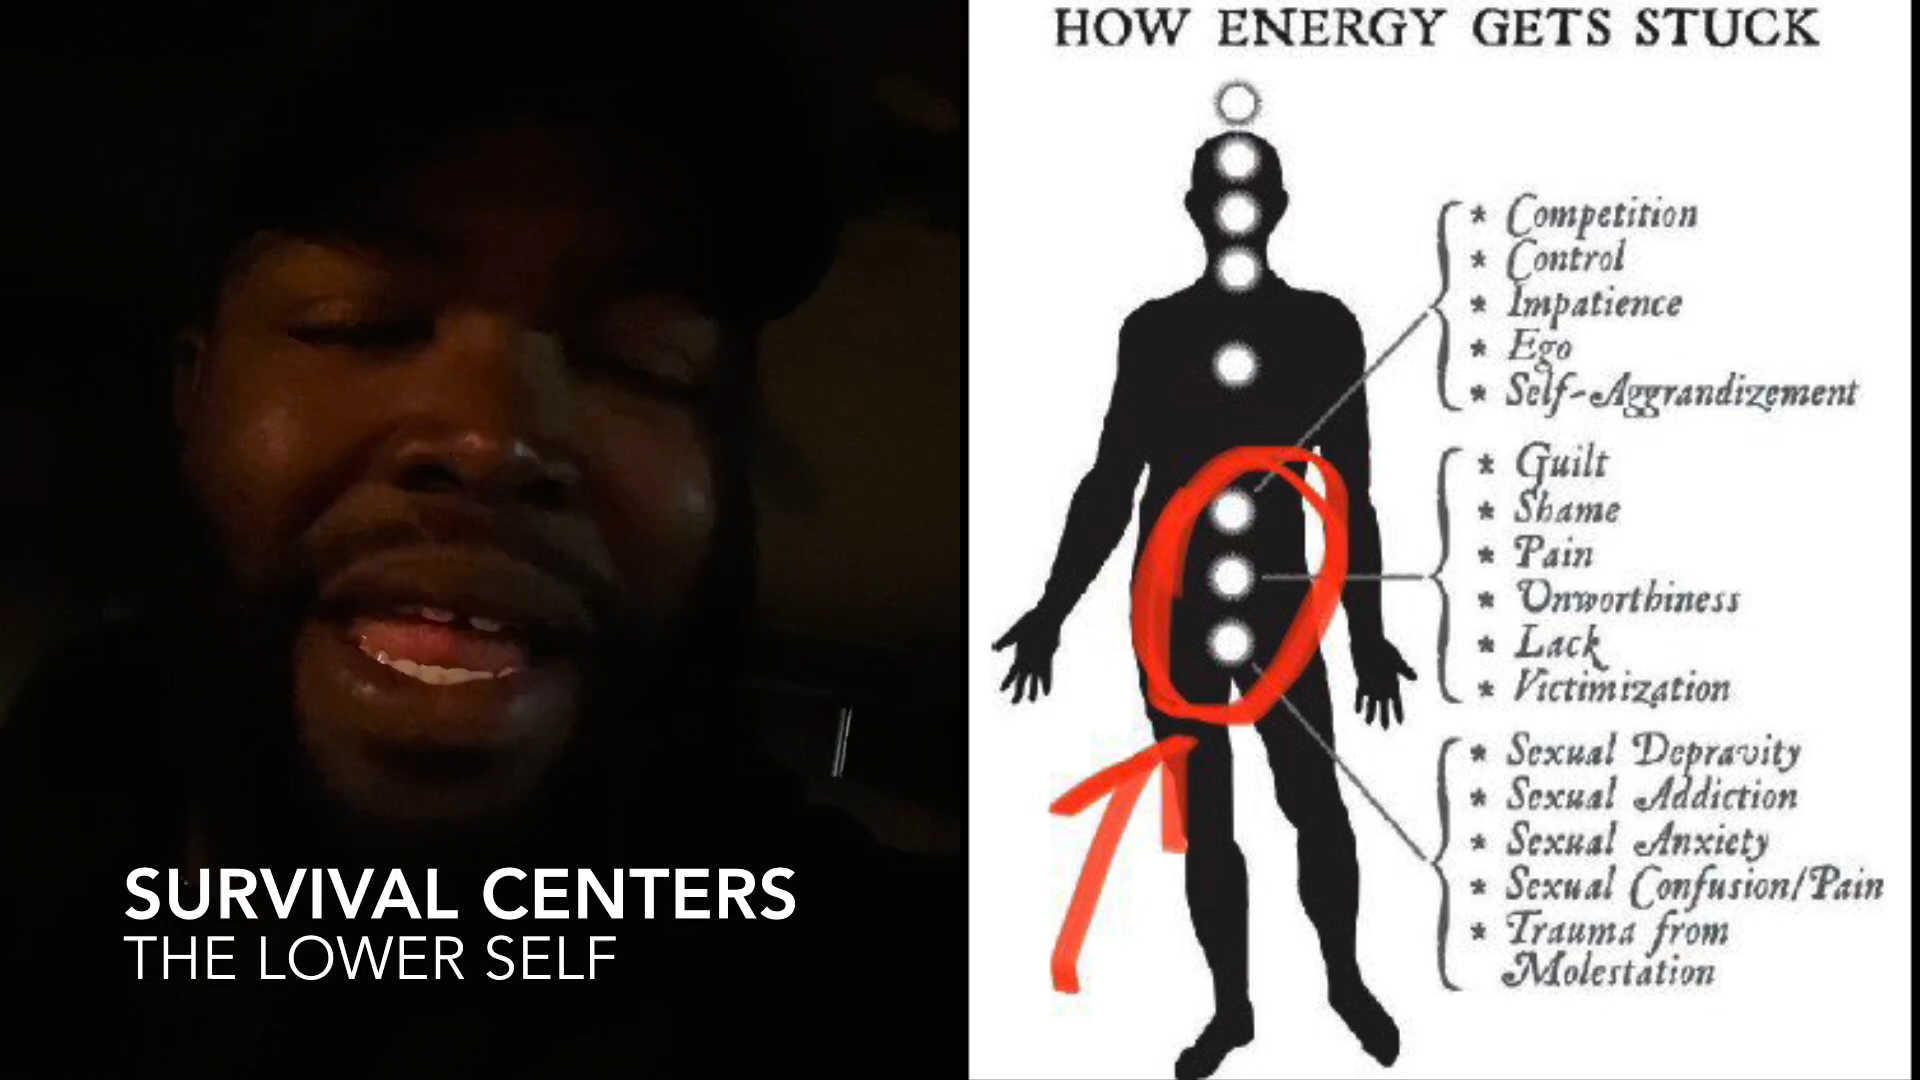 HOW ENERGY GETS STUCK
* Competition
* Control
* Impatience
* Ego
* Self-Aggrandizement
* Guilt
* Shame
* Pain
* Unworthiness
* Lack
* Victimization
* Sexual Depravity
* Sexual Addiction
* Sexual Anxiety
* Sexual Confusion/Pain
* Trauma from
Molestation
SURVIVAL CENTERS
THE LOWER SELF